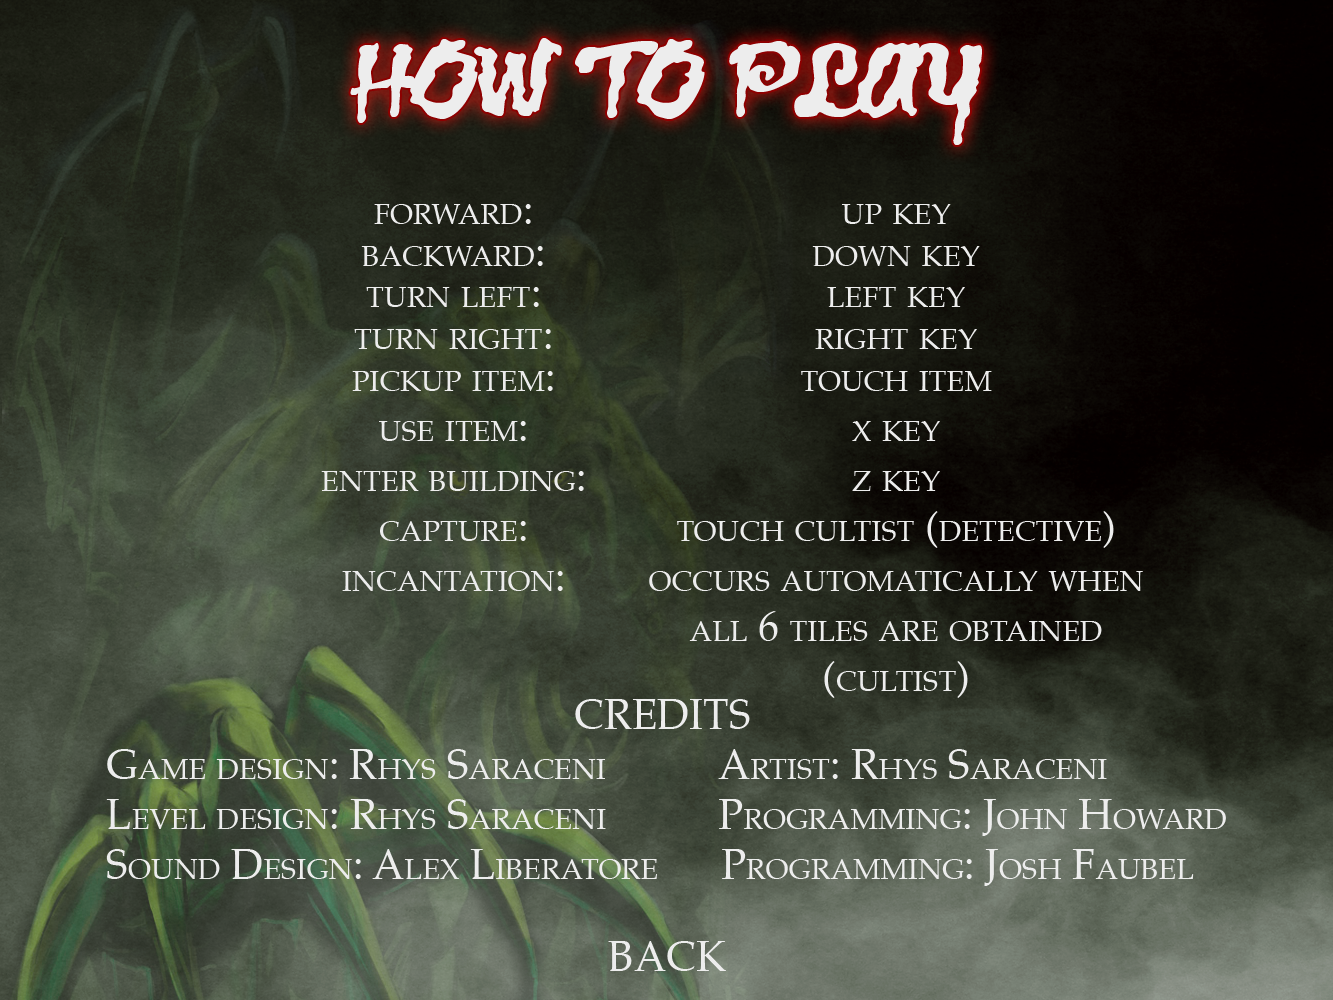 HOW TO PLAY
FORWARD: UP KEY
BACKWARD: DOWN KEY
TURN LEFT: LEFT KEY
TURN RIGHT: RIGHT KEY
PICKUP ITEM: TOUCH ITEM
USE ITEM: X KEY
ENTER BUILDING: Z KEY
CAPTURE: TOUCH CULTIST (DETECTIVE)
INCANTATION: OCCURS AUTOMATICALLY WHEN
ALL 6 TILES ARE OBTAINED
(CULTIST)
CREDITS
Game design: Rhys Saraceni Artist: Rhys Saraceni
Level design: Rhys Saraceni Programming: John Howard
Sound Design: Alex Liberatore Programming: Josh Faubel
BACK